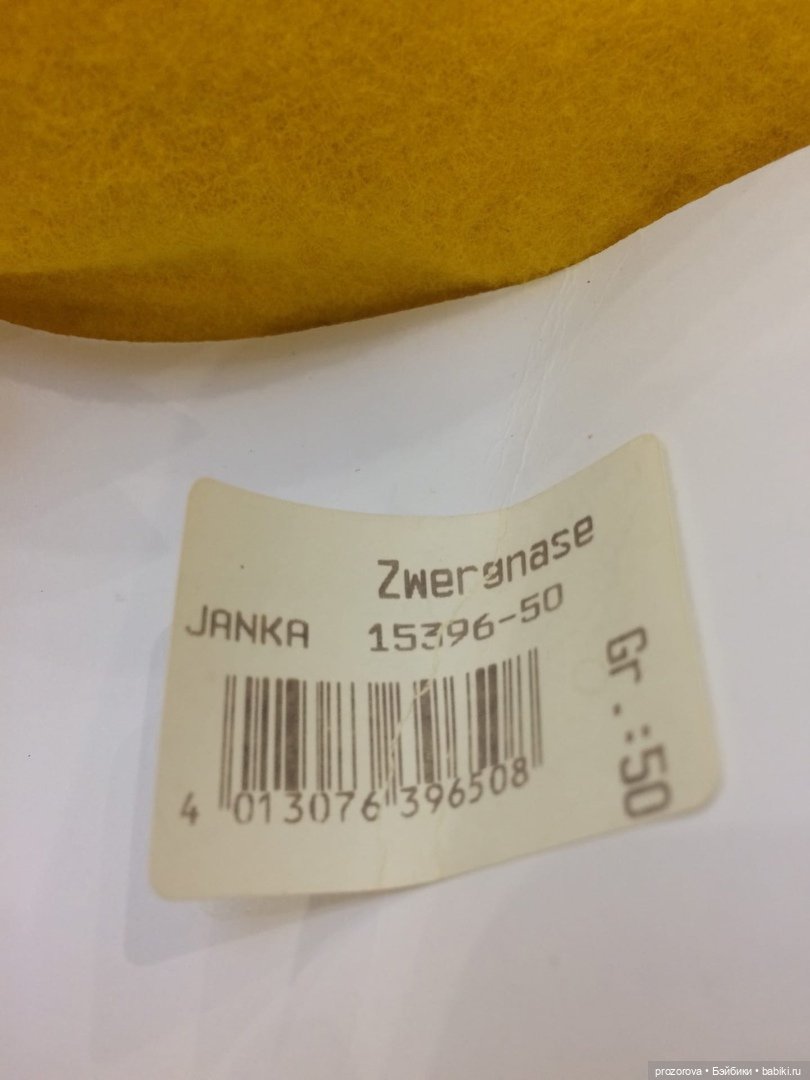 Zwergnase
JANKA 15396-50
4 013076 396508
Gr.:50
prozorova • Бэйбики • babiki.ru